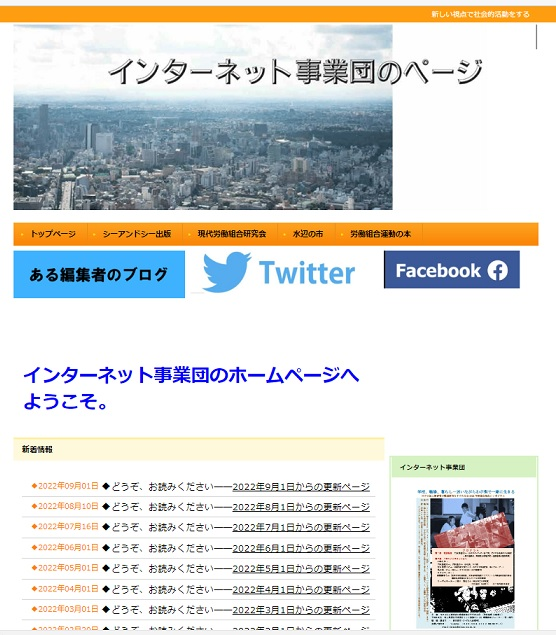 新しい視点で社会的活動をする
インターネット事業団のページ
トップページ
シーアンドシー出版
現代労働組合研究会
水辺の市
労働組合運動の本
ある編集者のブログ
Twitter
Facebook
インターネット事業団のホームページへ
ようこそ。
新着情報
◆2022年09月01日 ◆どうぞ、お読みください——2022年9月1日からの更新ページ
◆2022年08月10日 ◆どうぞ、お読みください——2022年8月1日からの更新ページ
◆2022年07月16日 ◆どうぞ、お読みください——2022年7月1日からの更新ページ
◆2022年06月01日 ◆どうぞ、お読みください——2022年6月1日からの更新ページ
◆2022年05月01日 ◆どうぞ、お読みください——2022年5月1日からの更新ページ
◆2022年04月01日 ◆どうぞ、お読みください——2022年4月1日からの更新ページ
◆2022年03月01日 ◆どうぞ、お読みください——2022年3月1日からの更新ページ
インターネット事業団